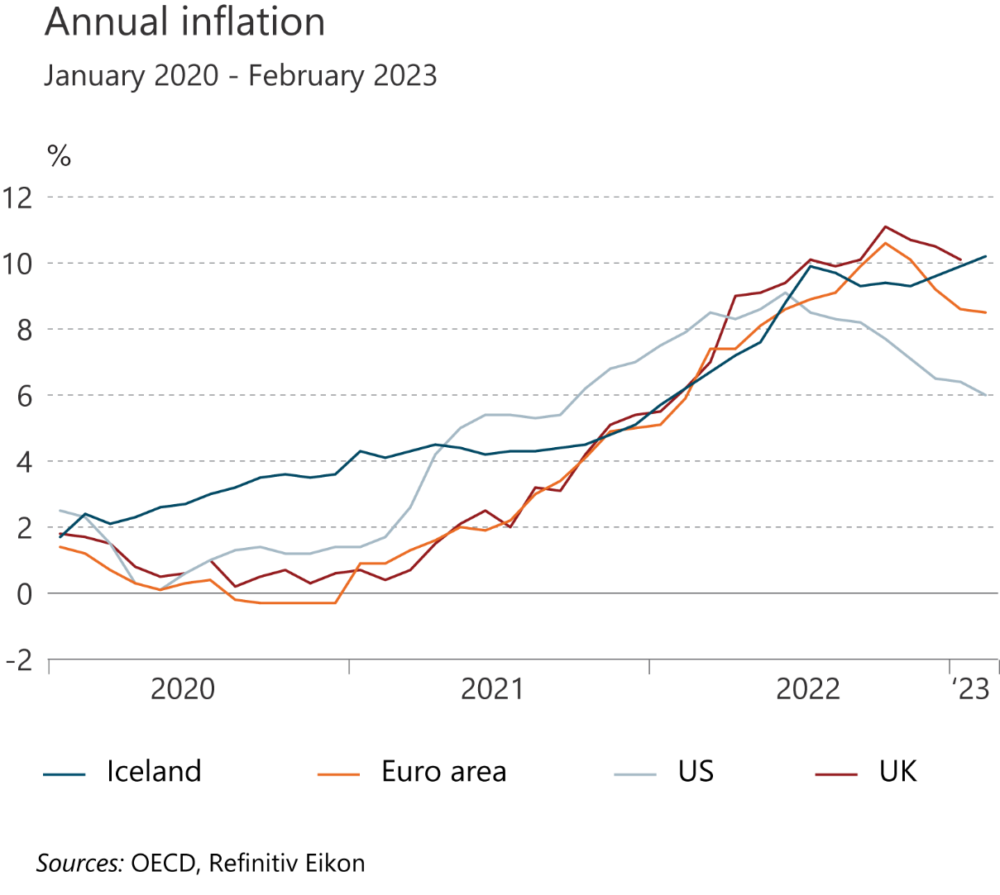 Annual inflation
January 2020 - February 2023
%
12
10
8
6
4
2
0
-2
2020 2021 2022 ‘23
Iceland Euro area US UK
Sources: OECD, Refinitiv Eikon